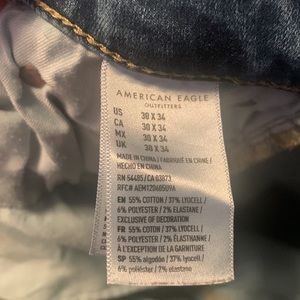 AMERICAN EAGLE
OUTFITTERS
US 30 X 34
CA 30 X 34
MX 30 X 34
UK 30 X 34
MADE IN CHINA / FABRIQUÉ EN CHINE /
HECHO EN CHINA
RN 54485/CA 03873
RFC# AEM120605U9A
EN 55% COTTON / 37% LYOCELL /
6% POLYESTER / 2% ELASTANE /
EXCLUSIVE OF DECORATION
FR 55% COTON / 37% LYOCELL /
6% POLYESTER / 2% ÉLASTHANNE /
À L'EXCEPTION DE LA GARNITURE
SP 55% algodón / 37% LYOCELL /
6% poliéster / 2% elastane